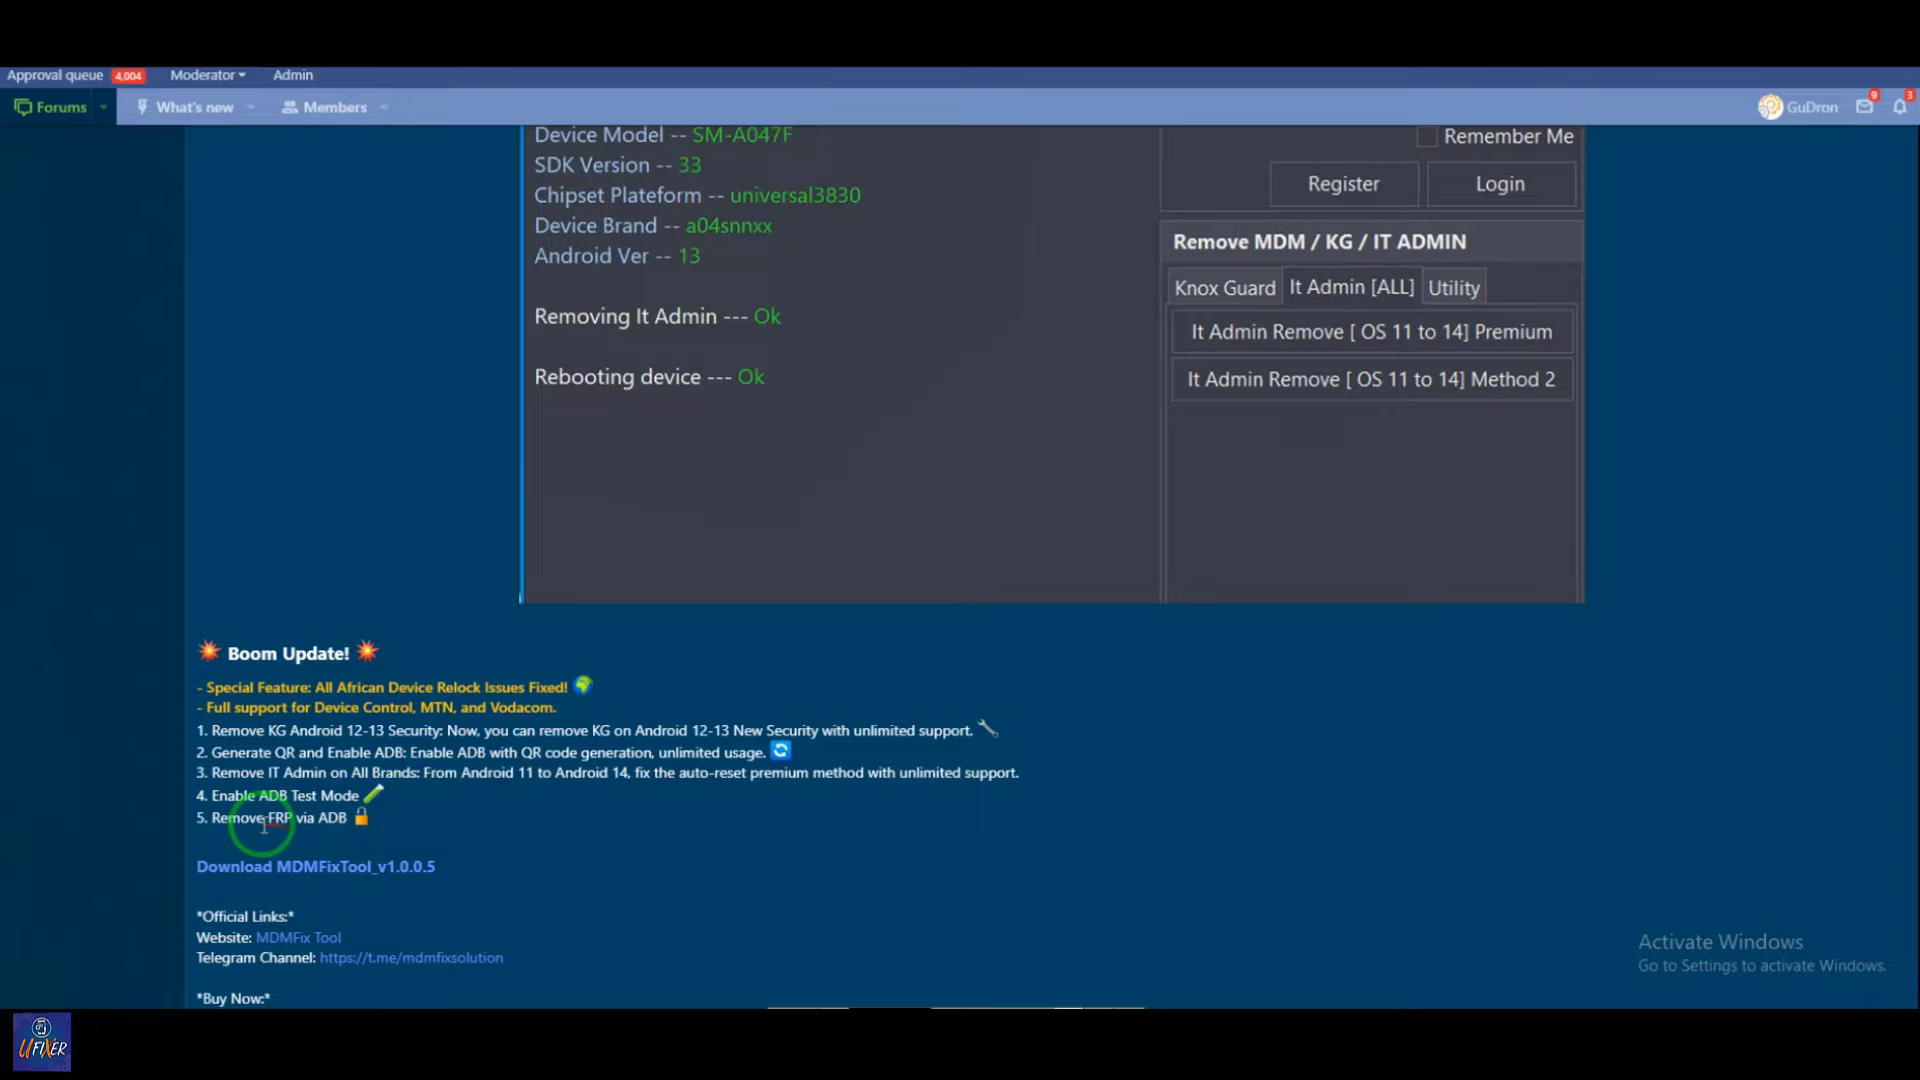 Approval queue 4,004 Moderator Admin
Forums What's new Members GuDron 9 3
Device Model -- SM-A047F
SDK Version -- 33
Chipset Plateform -- universal3830
Device Brand -- a04snnxx
Android Ver -- 13
Removing It Admin --- Ok
Rebooting device --- Ok
Remember Me
Register Login
Remove MDM / KG / IT ADMIN
Knox Guard It Admin [ALL] Utility
It Admin Remove [ OS 11 to 14] Premium
It Admin Remove [ OS 11 to 14] Method 2
Boom Update!
- Special Feature: All African Device Relock Issues Fixed!
- Full support for Device Control, MTN, and Vodacom.
1. Remove KG Android 12-13 Security: Now, you can remove KG on Android 12-13 New Security with unlimited support.
2. Generate QR and Enable ADB: Enable ADB with QR code generation, unlimited usage.
3. Remove IT Admin on All Brands: From Android 11 to Android 14, fix the auto-reset premium method with unlimited support.
4. Enable ADB Test Mode
5. Remove FRP via ADB
Download MDMFixTool_v1.0.0.5
*Official Links:*
Website: MDMFix Tool
Telegram Channel: https://t.me/mdmfixsolution
*Buy Now:*
Activate Windows
Go to Settings to activate Windows.
UFIXER